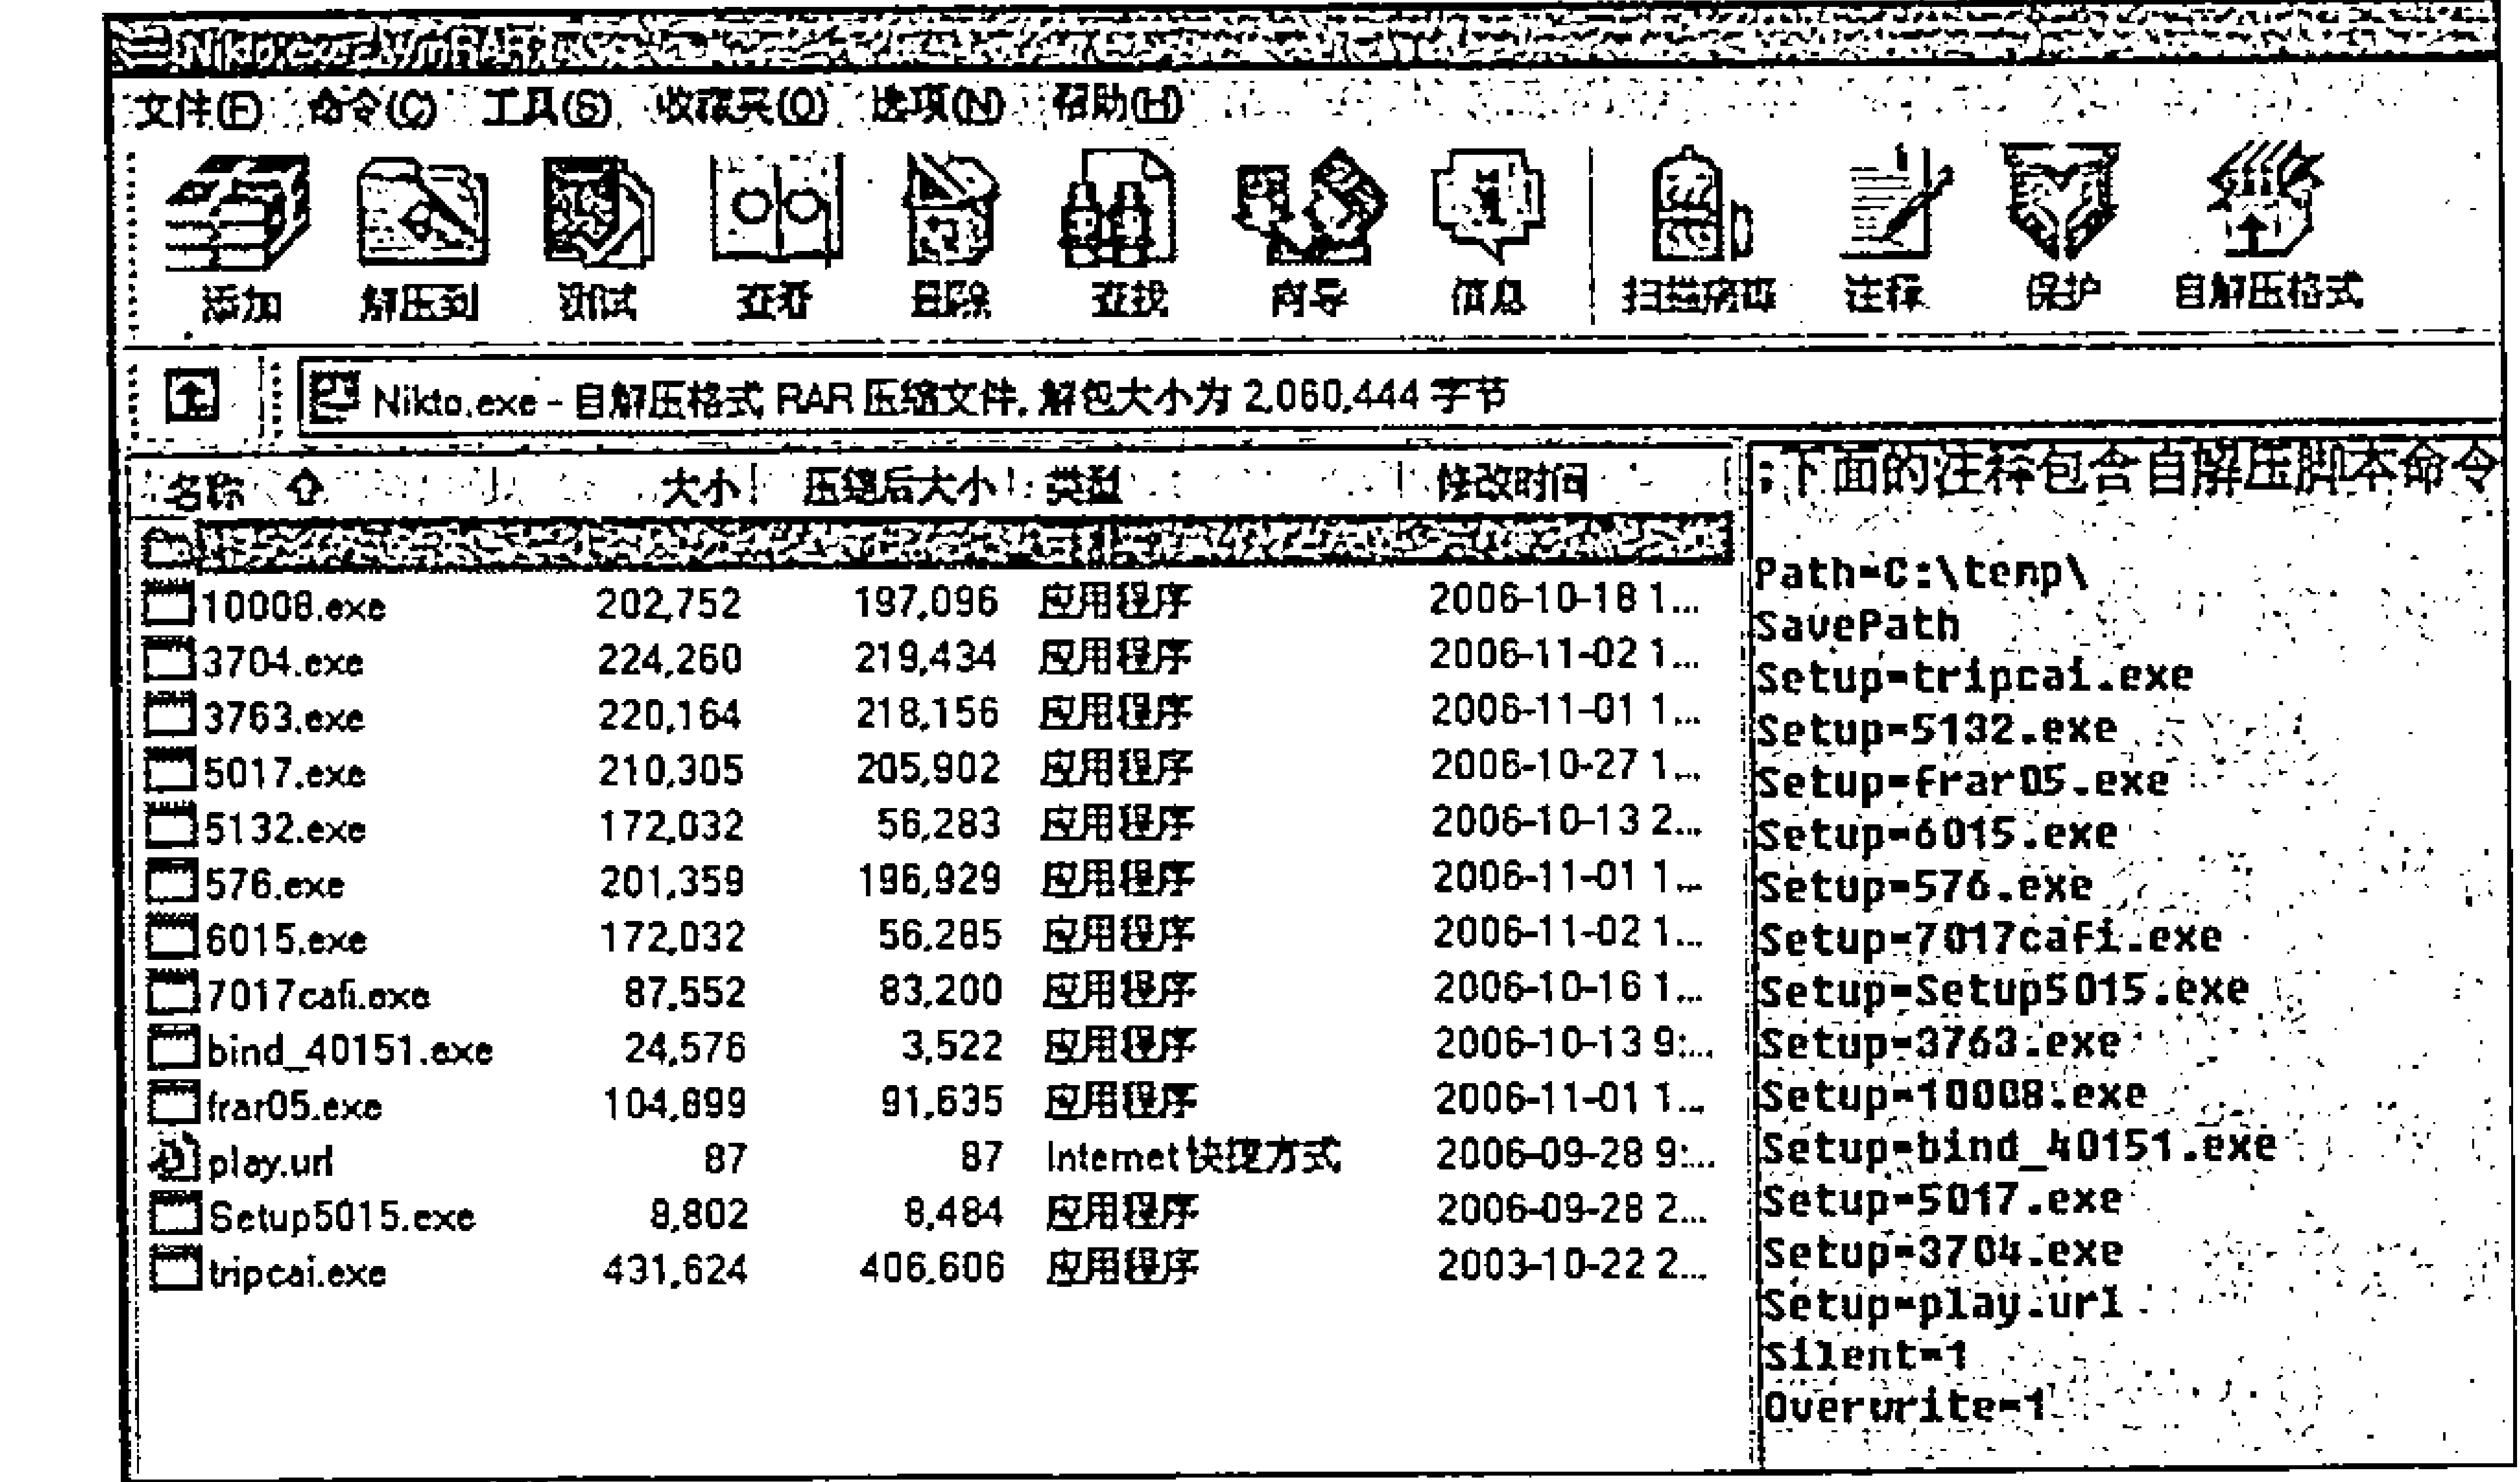 Nikto.exe - WinRAR
文件(F) 命令(C) 工具(S) 收藏夹(O) 选项(N) 帮助(H)
添加 解压到 测试 查看 删除 查找 向导 信息 扫描病毒 注释 保护 自解压格式
Nikto.exe - 自解压格式 RAR 压缩文件, 解包大小为 2,060,444 字节
名称 大小 压缩后大小 类型 修改时间
10008.exe 202,752 197,096 应用程序 2006-10-18 1...
3704.exe 224,260 219,434 应用程序 2006-11-02 1...
3763.exe 220,164 218,156 应用程序 2006-11-01 1...
5017.exe 210,305 205,902 应用程序 2006-10-27 1...
5132.exe 172,032 56,283 应用程序 2006-10-13 2...
576.exe 201,359 196,929 应用程序 2006-11-01 1...
6015.exe 172,032 56,285 应用程序 2006-11-02 1...
7017cafi.exe 87,552 83,200 应用程序 2006-10-16 1...
bind_40151.exe 24,576 3,522 应用程序 2006-10-13 9:...
frar05.exe 104,899 91,635 应用程序 2006-11-01 1...
play.url 87 87 Internet 快捷方式 2006-09-28 9:...
Setup5015.exe 8,802 8,484 应用程序 2006-09-28 2...
tripcai.exe 431,624 406,606 应用程序 2003-10-22 2...
;下面的注释包含自解压脚本命令
Path=C:\temp\
SavePath
Setup=tripcai.exe
Setup=5132.exe
Setup=frar05.exe
Setup=6015.exe
Setup=576.exe
Setup=7017cafi.exe
Setup=Setup5015.exe
Setup=3763.exe
Setup=10008.exe
Setup=bind_40151.exe
Setup=5017.exe
Setup=3704.exe
Setup=play.url
Silent=1
Overwrite=1